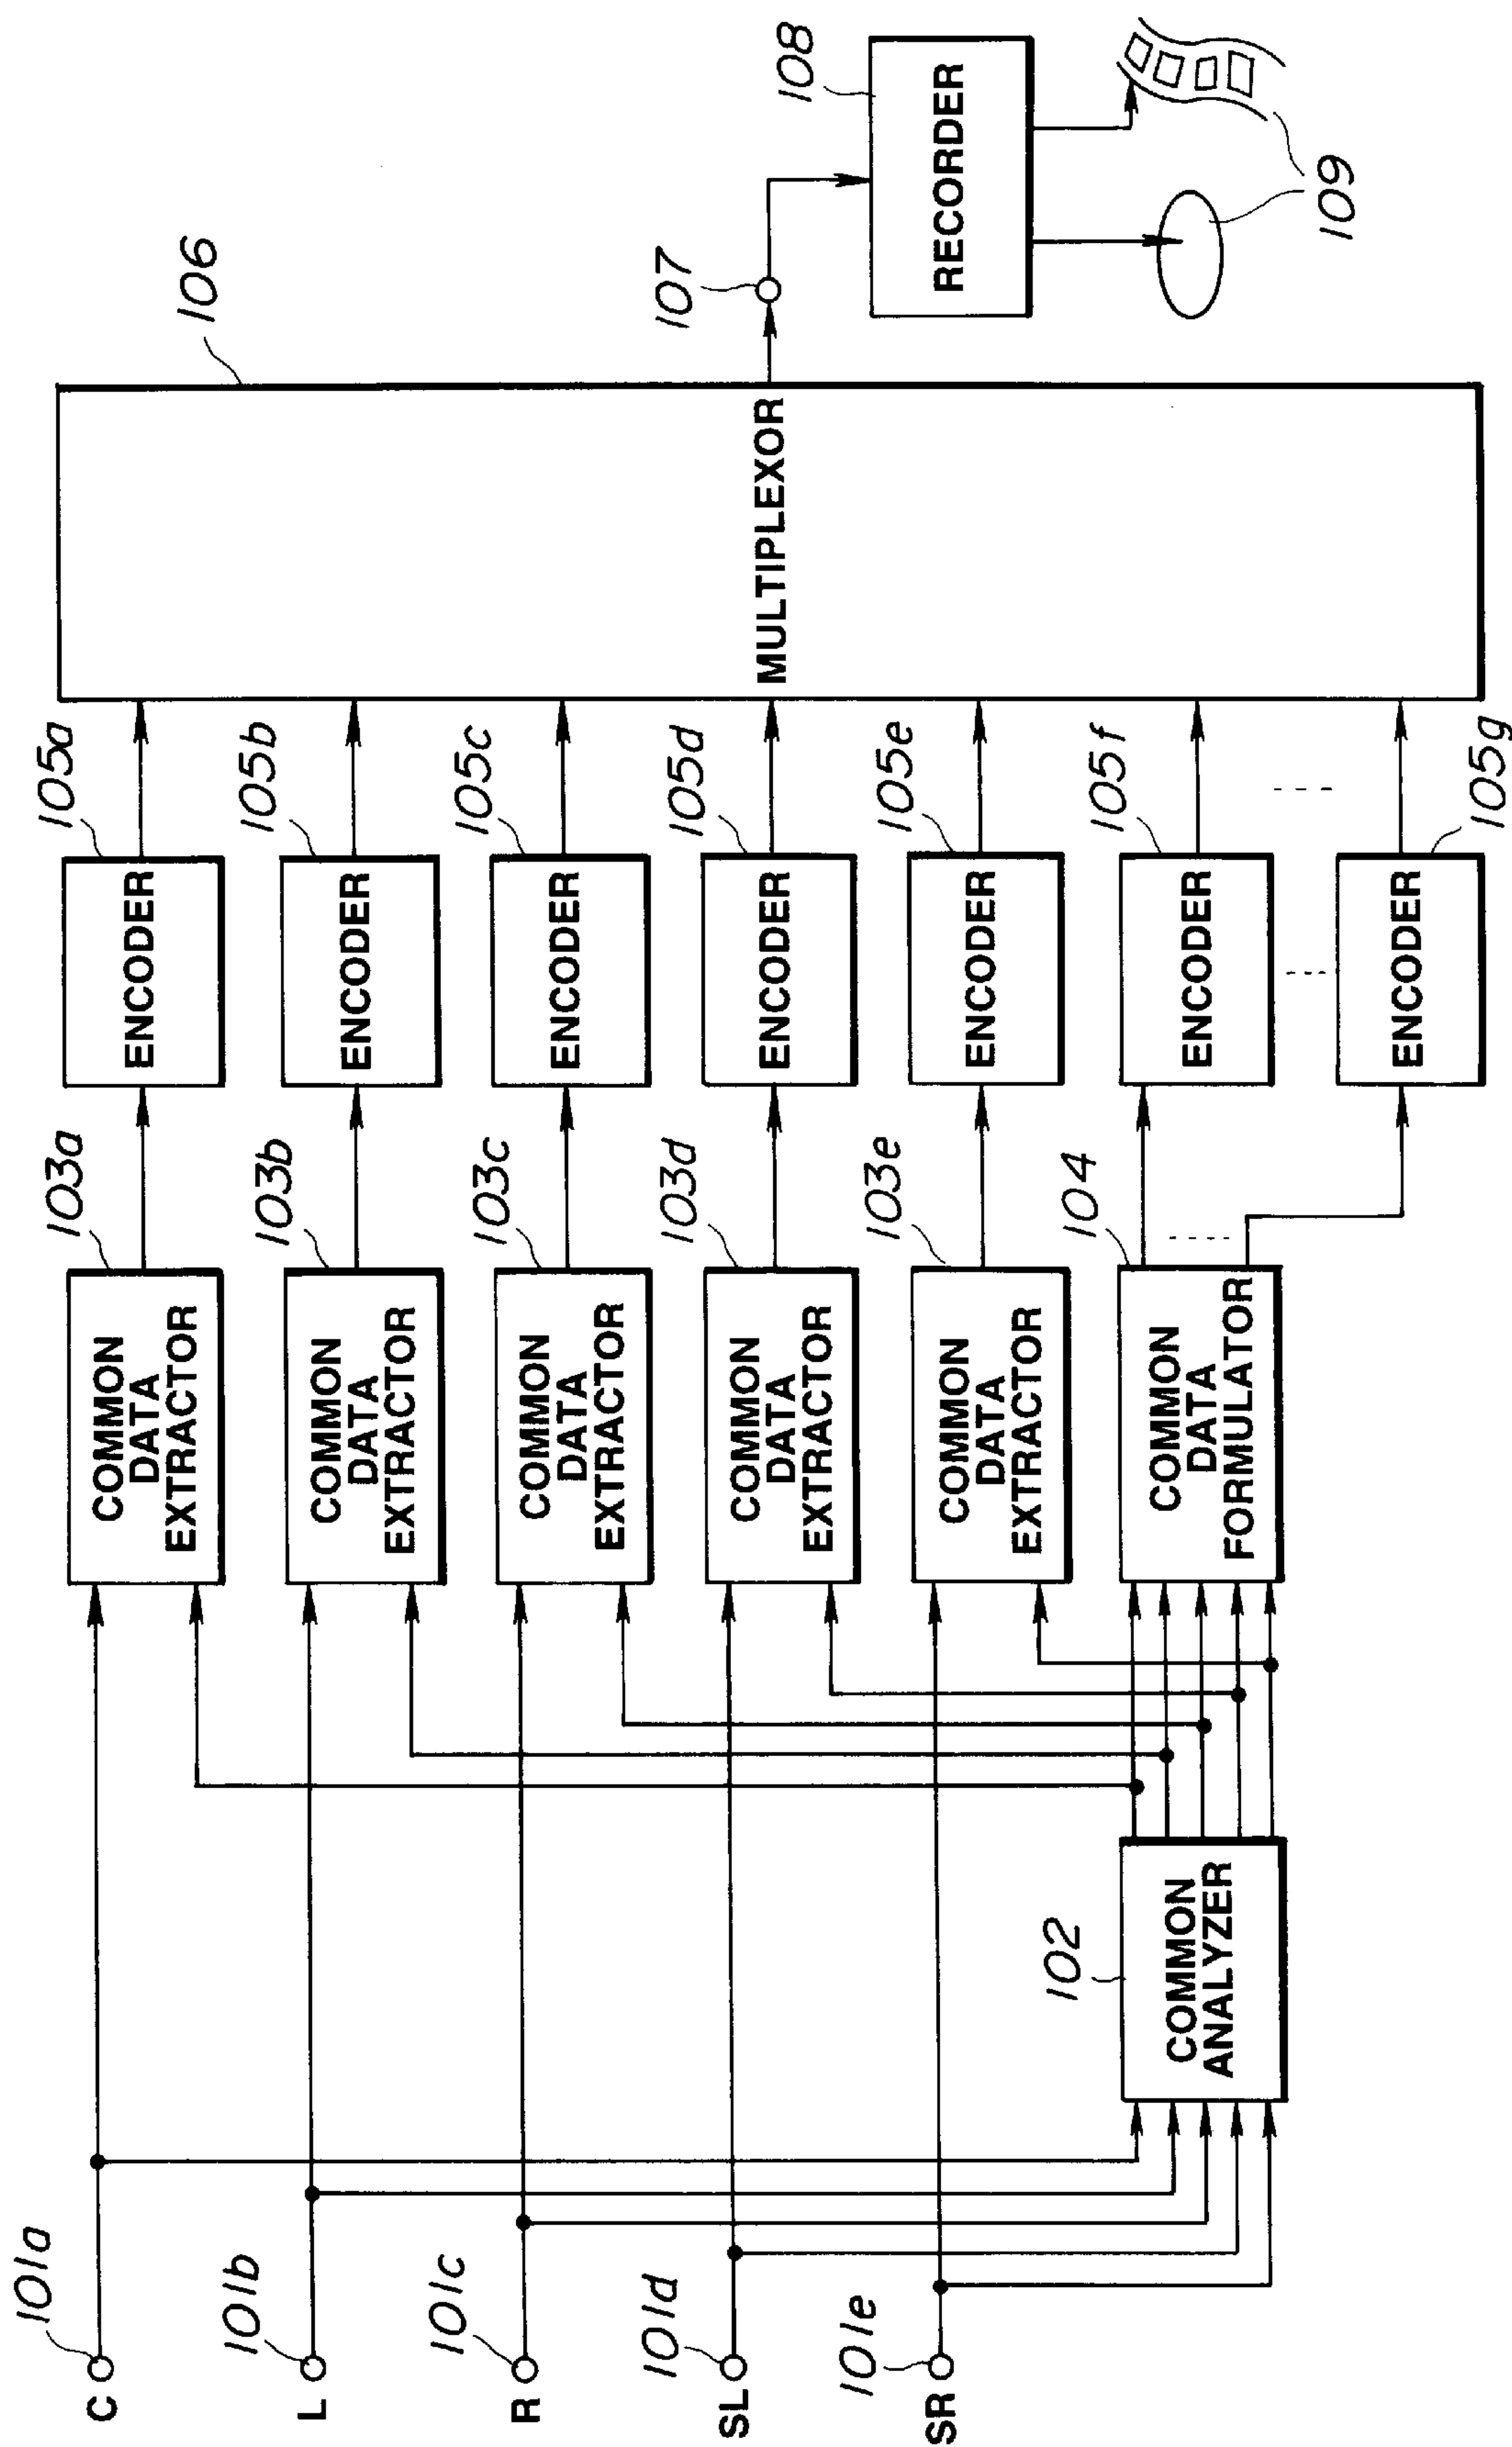 C
101a
L
101b
R
101c
SL
101d
SR
101e
102
COMMON
ANALYZER
103a
COMMON
DATA
EXTRACTOR
103b
COMMON
DATA
EXTRACTOR
103c
COMMON
DATA
EXTRACTOR
103d
COMMON
DATA
EXTRACTOR
103e
COMMON
DATA
EXTRACTOR
104
COMMON
DATA
FORMULATOR
105a
ENCODER
105b
ENCODER
105c
ENCODER
105d
ENCODER
105e
ENCODER
105f
ENCODER
105g
ENCODER
106
MULTIPLEXOR
107
108
RECORDER
109